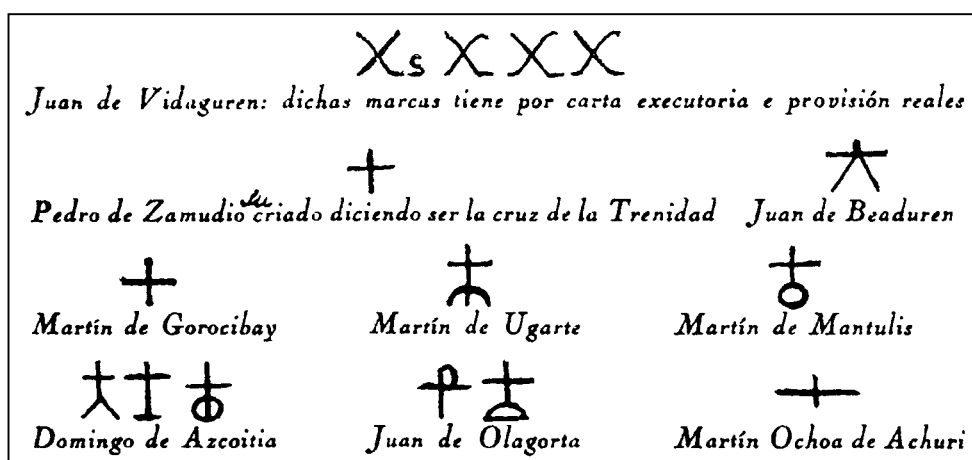 Xs X X X
Juan de Vidaguren: dichas marcas tiene por carta executoria e provisión reales
Pedro de Zamudio su criado diciendo ser la cruz de la Trenidad Juan de Beaduren
Martín de Gorocibay Martín de Ugarte Martín de Mantulis
Domingo de Azcoitia Juan de Olagorta Martín Ochoa de Achuri